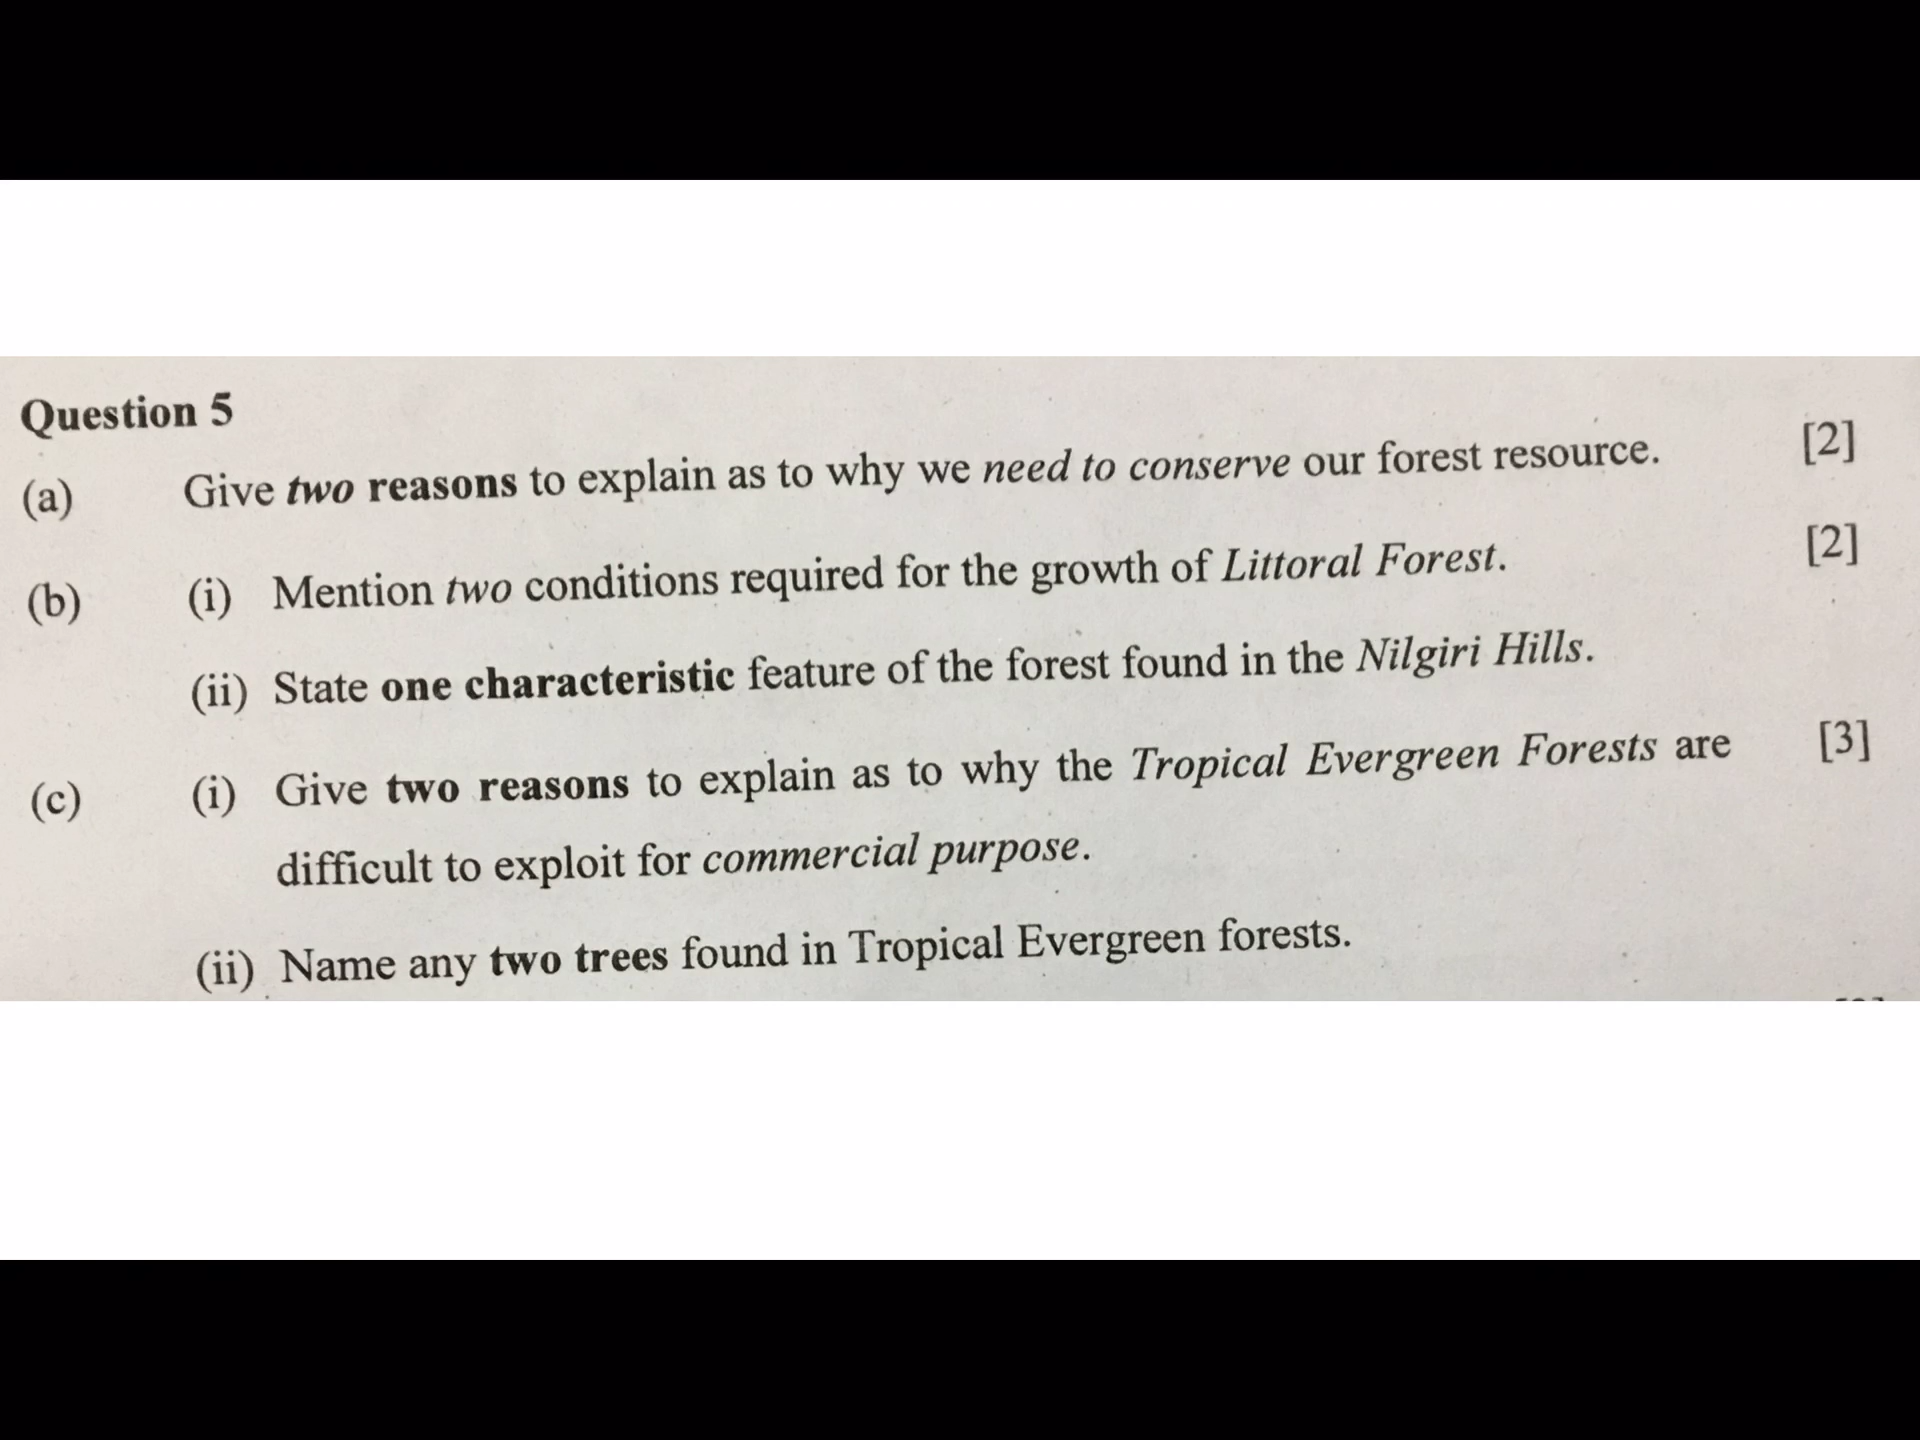 Question 5
(a) Give two reasons to explain as to why we need to conserve our forest resource. [2]
(b) (i) Mention two conditions required for the growth of Littoral Forest. [2]
(ii) State one characteristic feature of the forest found in the Nilgiri Hills.
(c) (i) Give two reasons to explain as to why the Tropical Evergreen Forests are [3]
difficult to exploit for commercial purpose.
(ii) Name any two trees found in Tropical Evergreen forests.